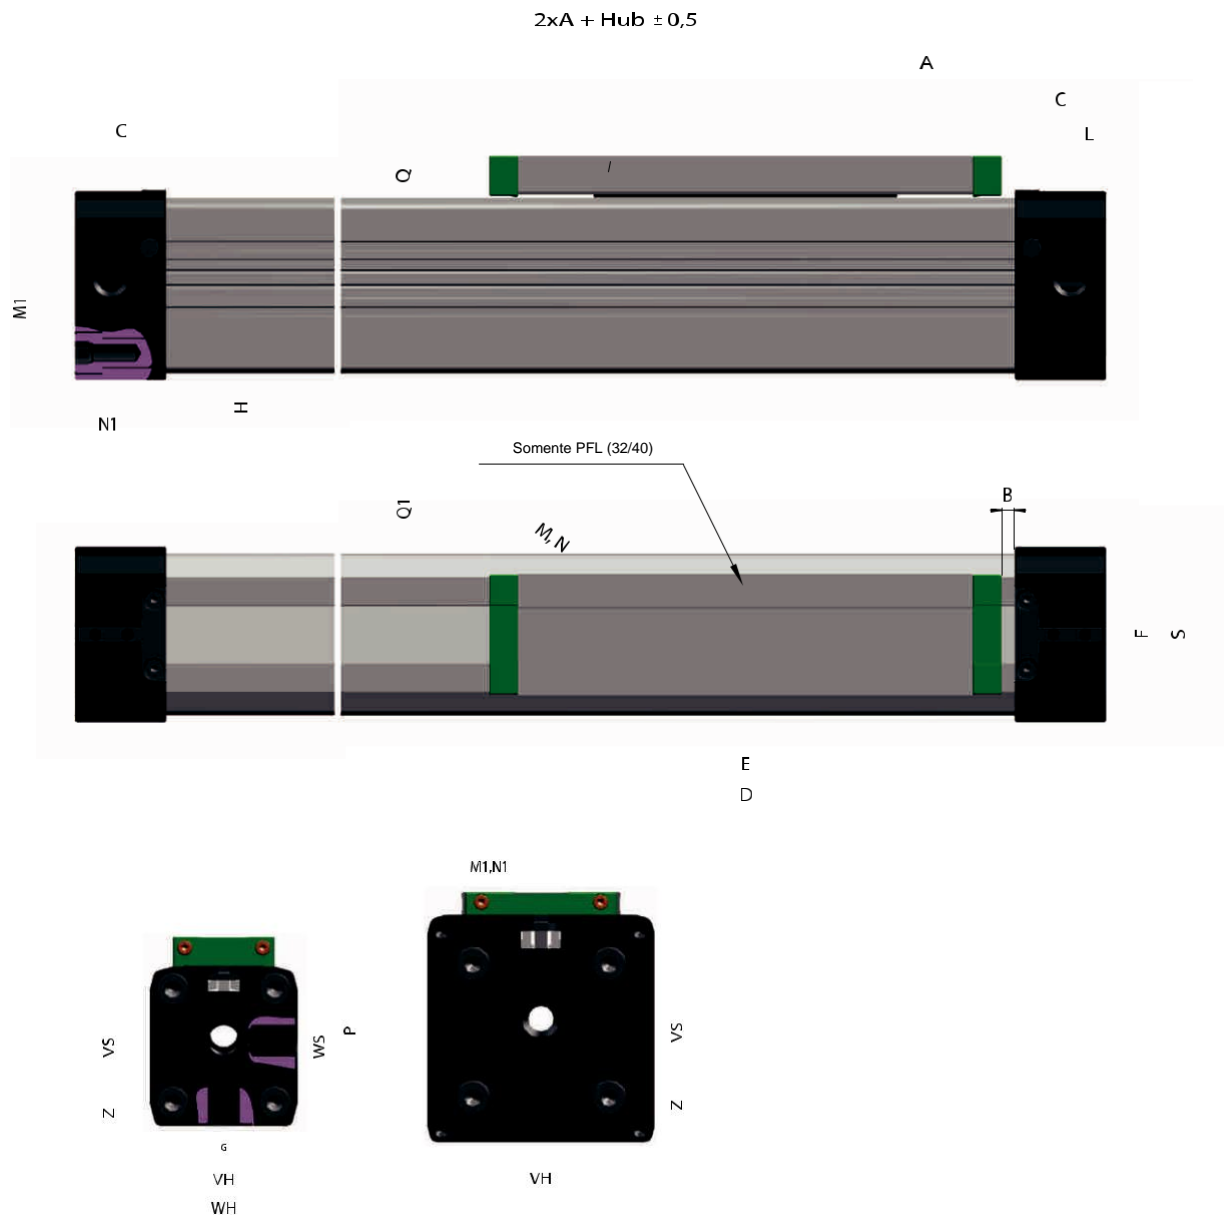 2xA + Hub ± 0,5
A
C
C
L
Q
M1
H
N1
Somente PFL (32/40)
B
Q1
M, N
F
S
E
D
M1,N1
VS
WS
P
VS
Z
Z
G
VH
VH
WH